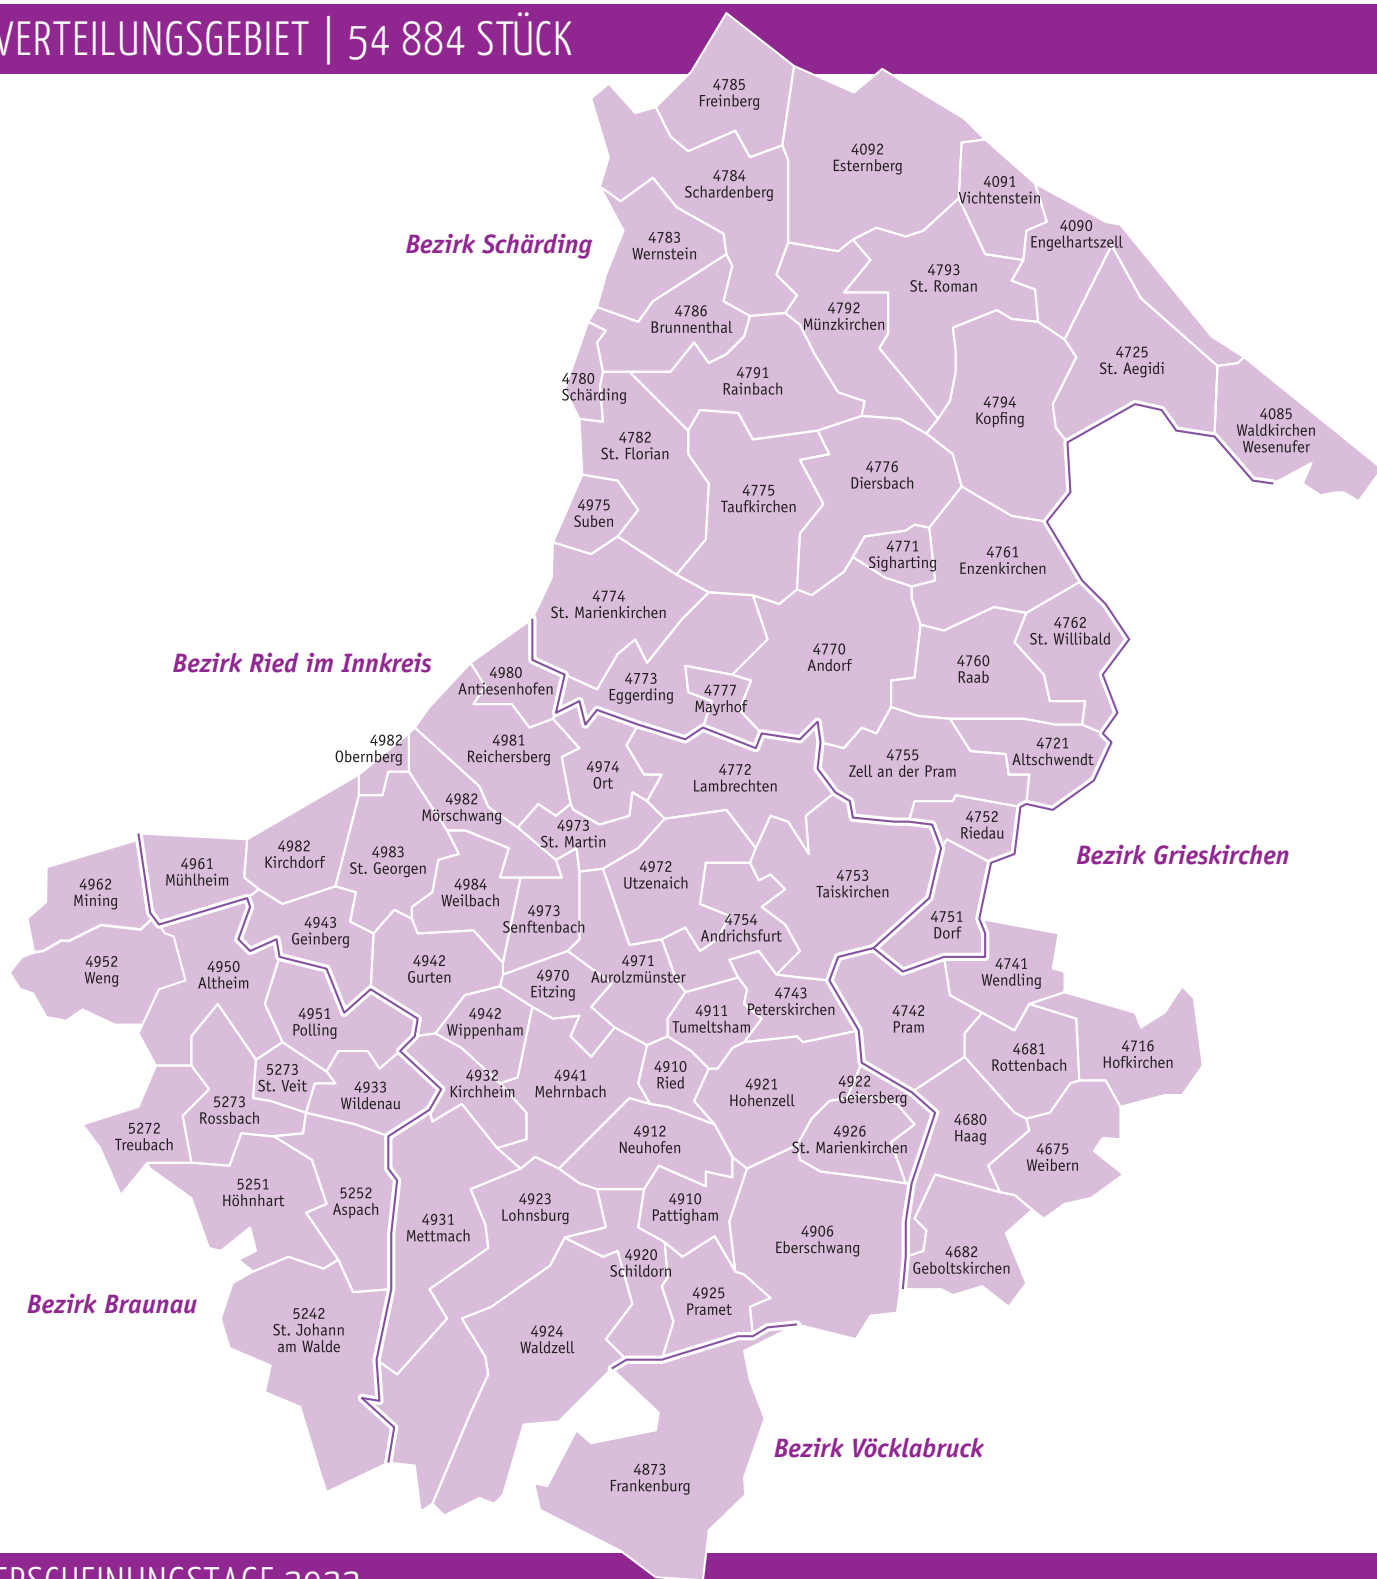 VERTEILUNGSGEBIET | 54 884 STÜCK
4785
Freinberg
4092
Esternberg
4784
Schardenberg
4091
Vichtenstein
4090
Engelhartszell
Bezirk Schärding
4783
Wernstein
4793
St. Roman
4786
Brunnenthal
4792
Münzkirchen
4725
St. Aegidi
4780
Schärding
4791
Rainbach
4794
Kopfing
4085
Waldkirchen
Wesenufer
4782
St. Florian
4776
Diersbach
4775
Taufkirchen
4975
Suben
4771
Sigharting
4761
Enzenkirchen
4774
St. Marienkirchen
4762
St. Willibald
Bezirk Ried im Innkreis
4770
Andorf
4760
Raab
4980
Antiesenhofen
4773
Eggerding
4777
Mayrhof
4982
Obernberg
4981
Reichersberg
4974
Ort
4772
Lambrechten
4755
Zell an der Pram
4721
Altschwendt
4982
Mörschwang
4973
St. Martin
4752
Riedau
Bezirk Grieskirchen
4982
Kirchdorf
4961
Mühlheim
4983
St. Georgen
4962
Mining
4984
Weilbach
4972
Utzenaich
4753
Taiskirchen
4943
Geinberg
4973
Senftenbach
4754
Andrichsfurt
4751
Dorf
4952
Weng
4950
Altheim
4942
Gurten
4970
Eitzing
4971
Aurolzmünster
4741
Wendling
4951
Polling
4942
Wippenham
4911
Tumeltsham
4743
Peterskirchen
4742
Pram
4681
Rottenbach
4716
Hofkirchen
5273
St. Veit
4933
Wildenau
4932
Kirchheim
4941
Mehrnbach
4910
Ried
4921
Hohenzell
4922
Geiersberg
5273
Rossbach
5272
Treubach
4912
Neuhofen
4926
St. Marienkirchen
4680
Haag
4675
Weibern
5251
Höhnhart
5252
Aspach
4931
Mettmach
4923
Lohnsburg
4910
Pattigham
4906
Eberschwang
4920
Schildorn
4682
Geboltskirchen
Bezirk Braunau
4925
Pramet
5242
St. Johann
am Walde
4924
Waldzell
Bezirk Vöcklabruck
4873
Frankenburg